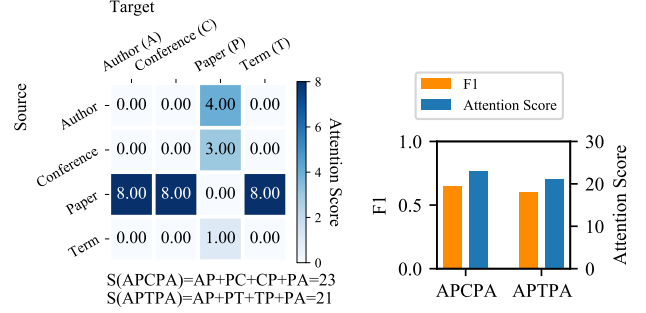 Target
Author (A)
Conference (C)
Paper (P)
Term (T)
Source
Author
0.00 0.00 4.00 0.00
Conference
0.00 0.00 3.00 0.00
Paper
8.00 8.00 0.00 8.00
Term
0.00 0.00 1.00 0.00
8
6
4
2
0
Attention Score
S(APCPA)=AP+PC+CP+PA=23
S(APTPA)=AP+PT+TP+PA=21
F1
Attention Score
1.0
0.5
0.0
F1
30
20
10
0
Attention Score
APCPA APTPA